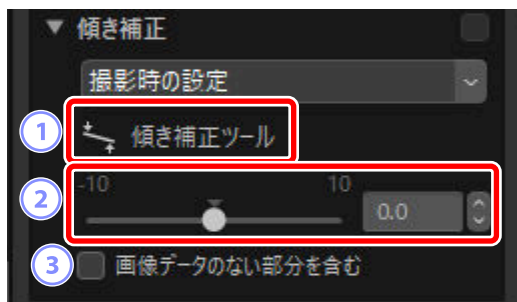 傾き補正
撮影時の設定
1 傾き補正ツール
2 -10 10 0.0
3 画像データのない部分を含む